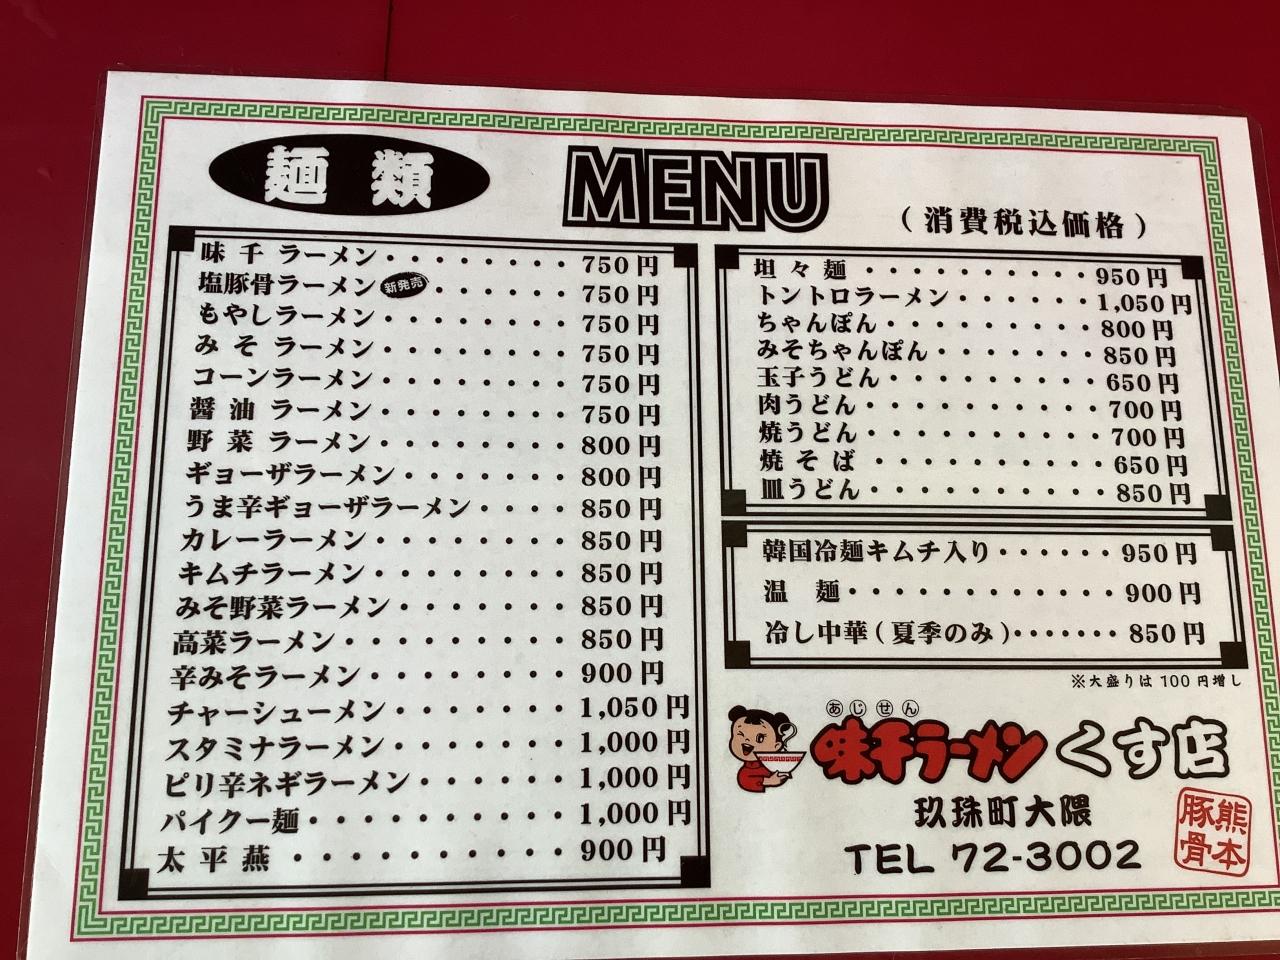 麺類
MENU
(消費税込価格)
味千ラーメン・・・・・・・・750円
塩豚骨ラーメン 新発売・・・・・・750円
もやしラーメン・・・・・・・・750円
みそラーメン・・・・・・・・750円
コーンラーメン・・・・・・・・750円
醤油ラーメン・・・・・・・・750円
野菜ラーメン・・・・・・・・800円
ギョーザラーメン・・・・・・・800円
うま辛ギョーザラーメン・・・・850円
カレーラーメン・・・・・・・・850円
キムチラーメン・・・・・・・・850円
みそ野菜ラーメン・・・・・・・850円
高菜ラーメン・・・・・・・・・850円
辛みそラーメン・・・・・・・・900円
チャーシューメン・・・・・・・1,050円
スタミナラーメン・・・・・・・1,000円
ピリ辛ネギラーメン・・・・・・1,000円
パイクー麺・・・・・・・・・・1,000円
太平燕・・・・・・・・・・・900円
坦々麺・・・・・・・・・・950円
トントロラーメン・・・・・・1,050円
ちゃんぽん・・・・・・・・・800円
みそちゃんぽん・・・・・・・850円
玉子うどん・・・・・・・・・650円
肉うどん・・・・・・・・・・700円
焼うどん・・・・・・・・・・700円
焼そば・・・・・・・・・・650円
皿うどん・・・・・・・・・・850円
韓国冷麺キムチ入り・・・・・・950円
温麺・・・・・・・・・・・・900円
冷し中華(夏季のみ)・・・・・・・850円
※大盛りは100円増し
あじせん
味千ラーメンくす店
玖珠町大隈
TEL 72-3002
熊本
豚骨